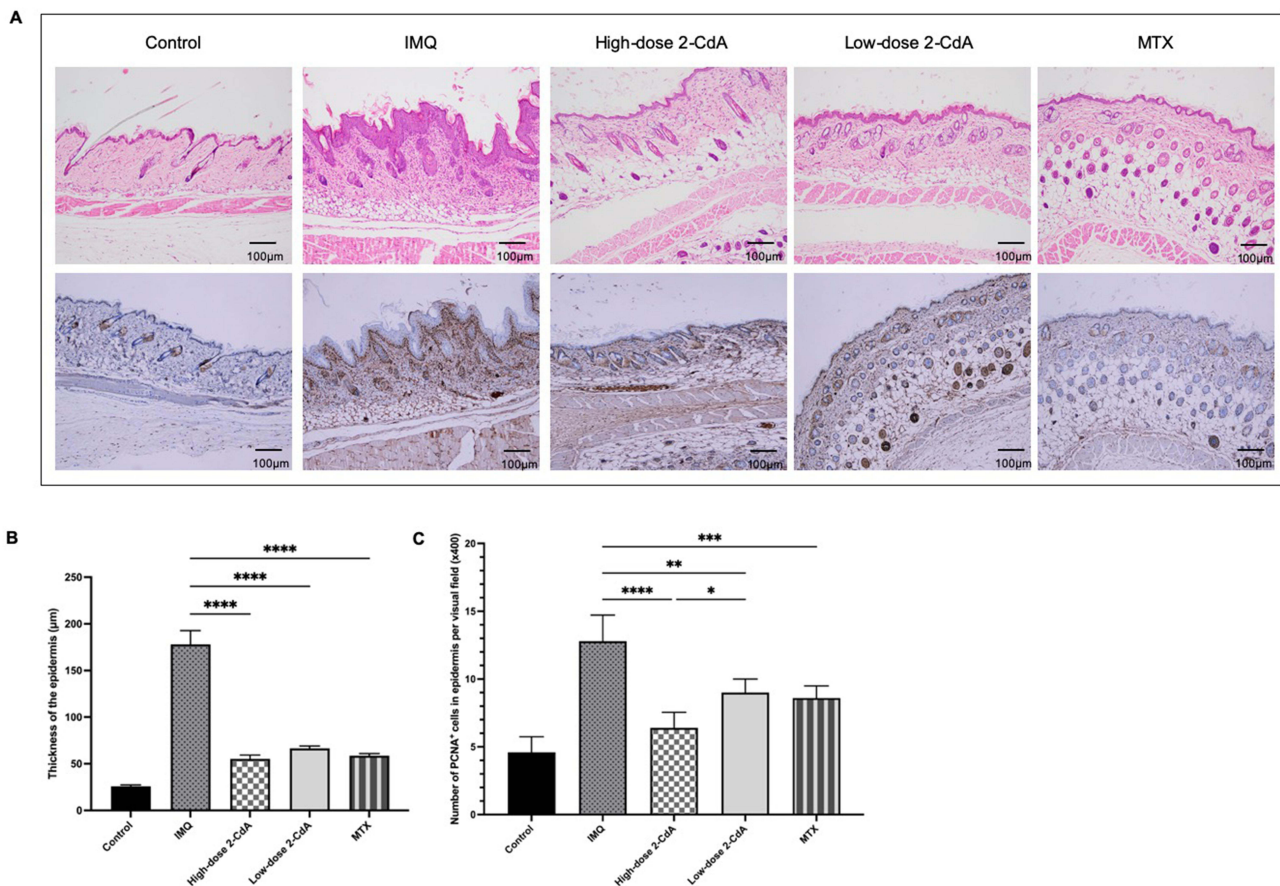 A
Control IMQ High-dose 2-CdA Low-dose 2-CdA MTX
100μm 100μm 100μm 100μm 100μm
100μm 100μm 100μm 100μm 100μm
B
Thickness of the epidermis (μm)
250
200
150
100
50
0
****
****
****
Control IMQ High-dose 2-CdA Low-dose 2-CdA MTX
C
Number of PCNA⁺ cells in epidermis per visual field (x400)
20
15
10
5
0
***
**
**** *
Control IMQ High-dose 2-CdA Low-dose 2-CdA MTX